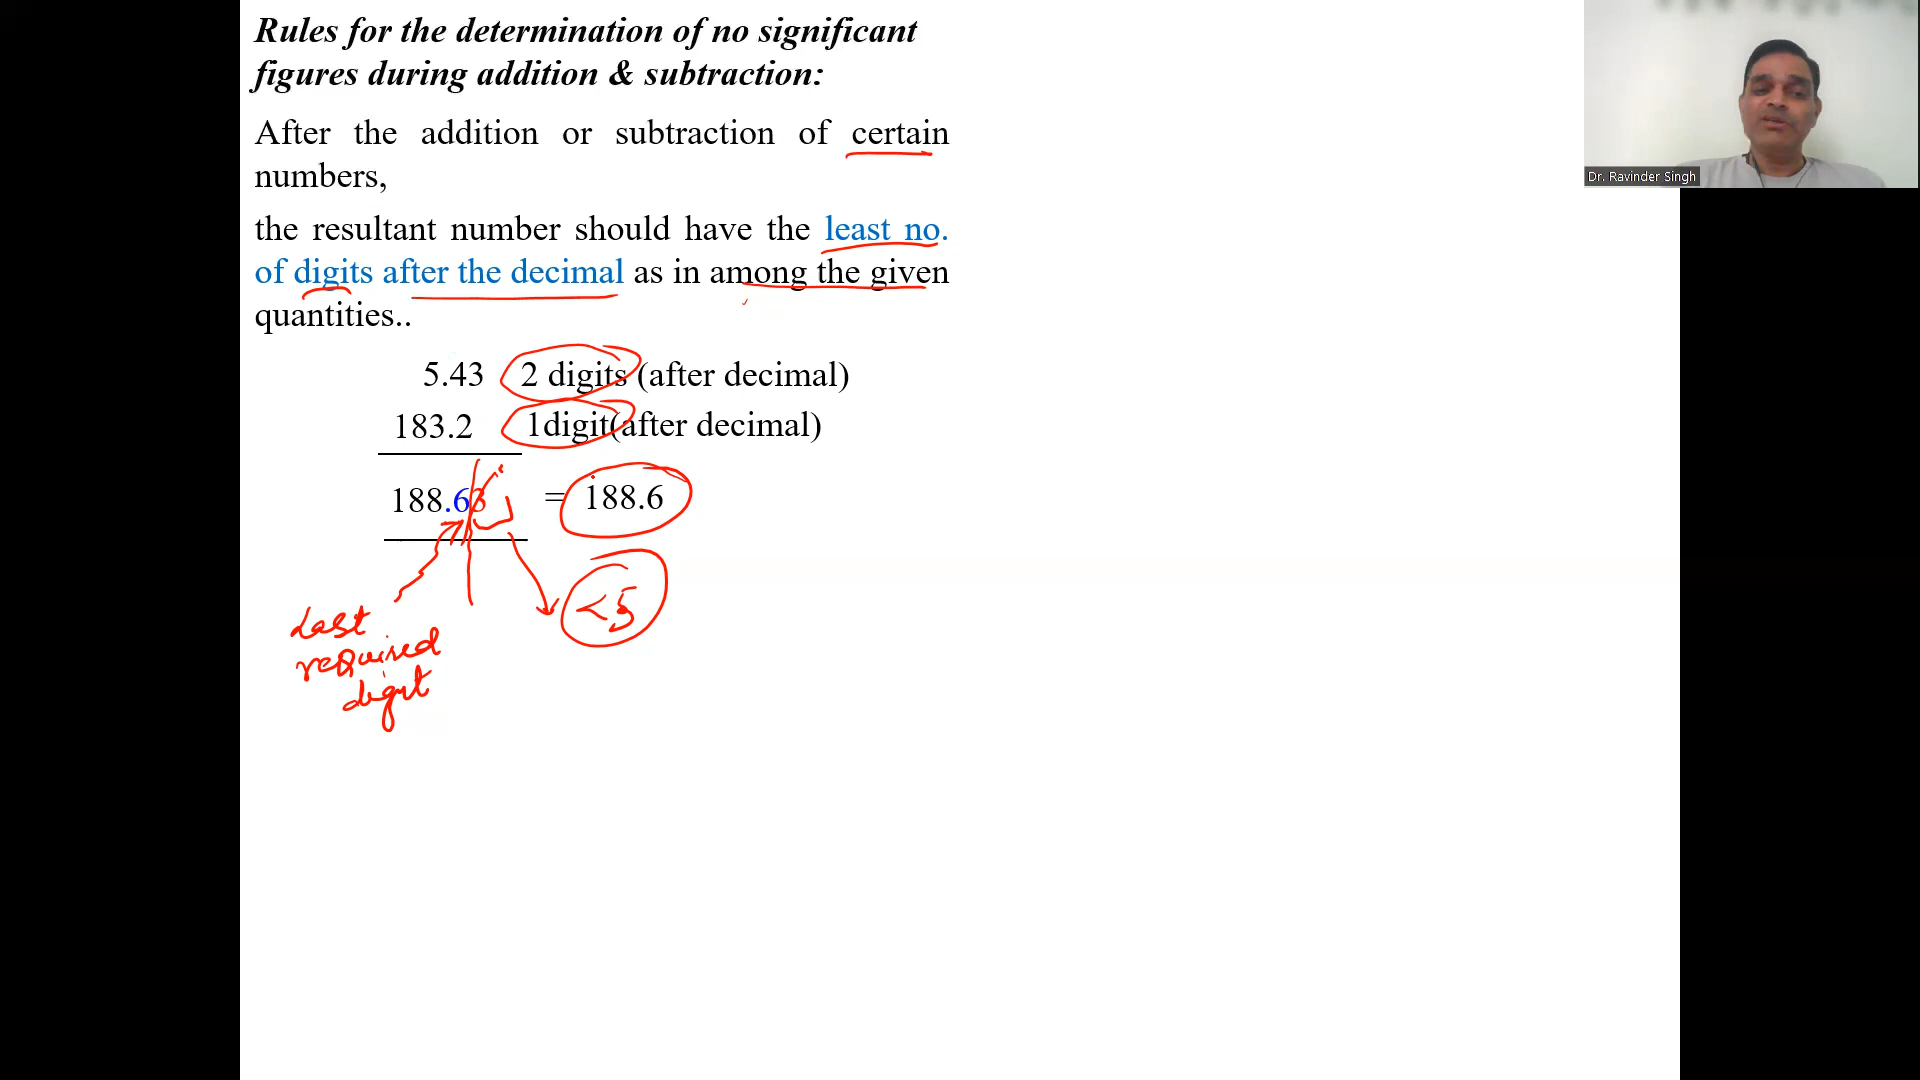 Rules for the determination of no significant
figures during addition & subtraction:
After the addition or subtraction of certain
numbers,
the resultant number should have the least no.
of digits after the decimal as in among the given
quantities..
5.43 2 digits (after decimal)
183.2 1digit(after decimal)
188.63 = 188.6
<5
Last
required
digit
Dr. Ravinder Singh